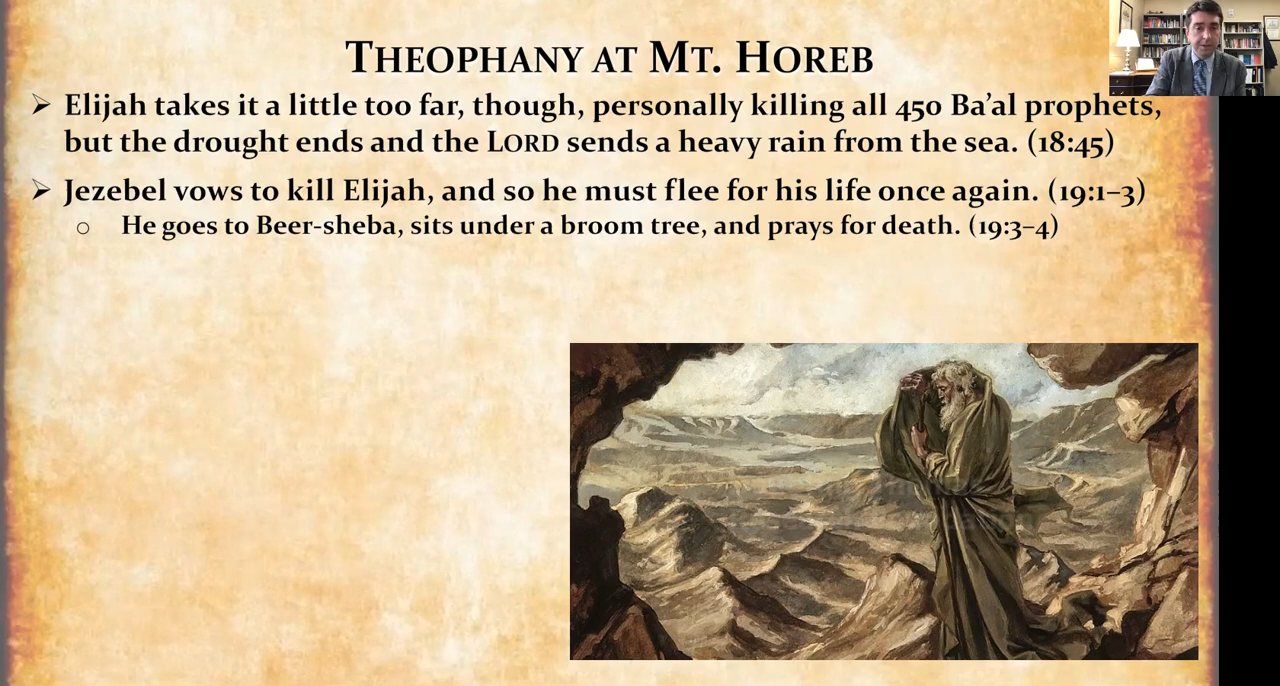 THEOPHANY AT MT. HOREB
➢ Elijah takes it a little too far, though, personally killing all 450 Ba’al prophets,
but the drought ends and the LORD sends a heavy rain from the sea. (18:45)
➢ Jezebel vows to kill Elijah, and so he must flee for his life once again. (19:1–3)
○ He goes to Beer-sheba, sits under a broom tree, and prays for death. (19:3–4)